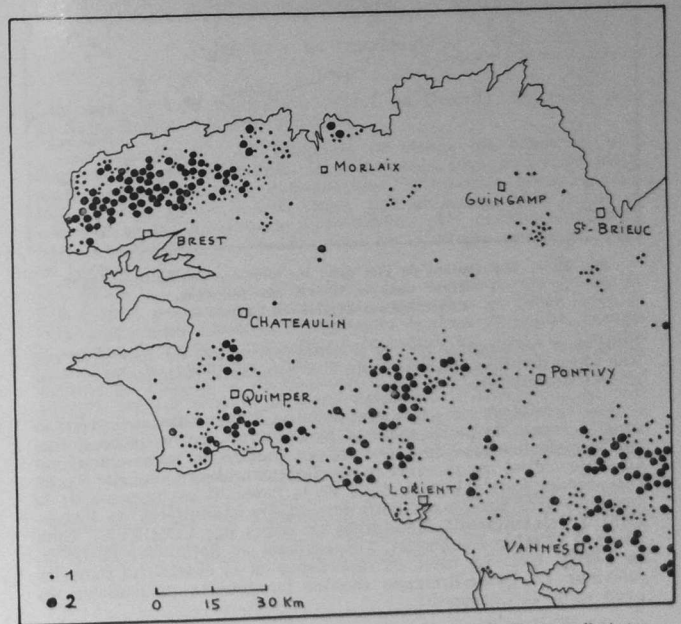 MORLAIX
GUINGAMP
St-BRIEUC
BREST
CHATEAULIN
PONTIVY
QUIMPER
LORIENT
VANNES
1
2
0 15 30 Km